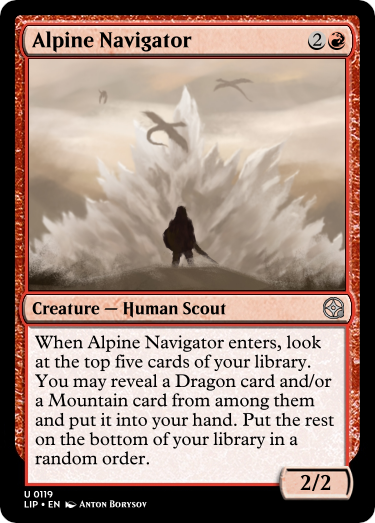 Alpine Navigator 2
Creature — Human Scout
When Alpine Navigator enters, look
at the top five cards of your library.
You may reveal a Dragon card and/or
a Mountain card from among them
and put it into your hand. Put the rest
on the bottom of your library in a
random order.
2/2
U 0119
LIP • EN Anton Borysov